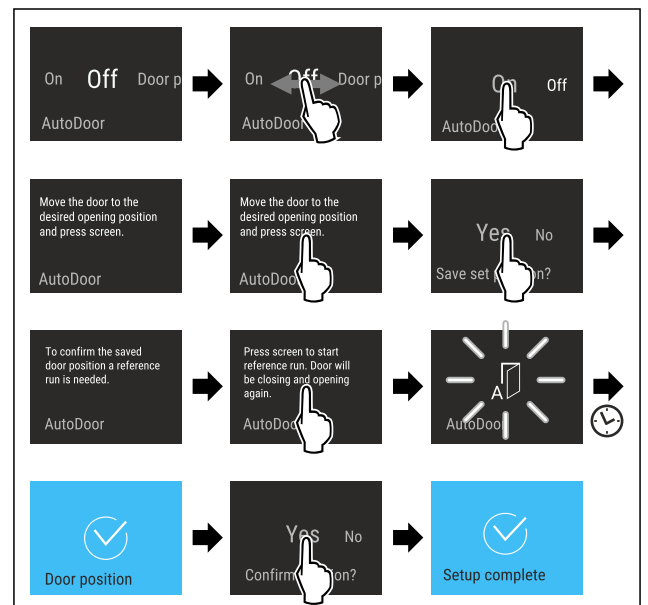 On Off Door p
AutoDoor
On Off Door p
AutoDoor
On Off
AutoDoo
Move the door to the
desired opening position
and press screen.
AutoDoor
Move the door to the
desired opening position
and press screen.
AutoDoo
Yes No
Save set p on?
To confirm the saved
door position a reference
run is needed.
AutoDoor
Press screen to start
reference run. Door will
be closing and opening
again.
AutoDoo
A
AutoDoo
Door position
Yes No
Confirm on?
Setup complete